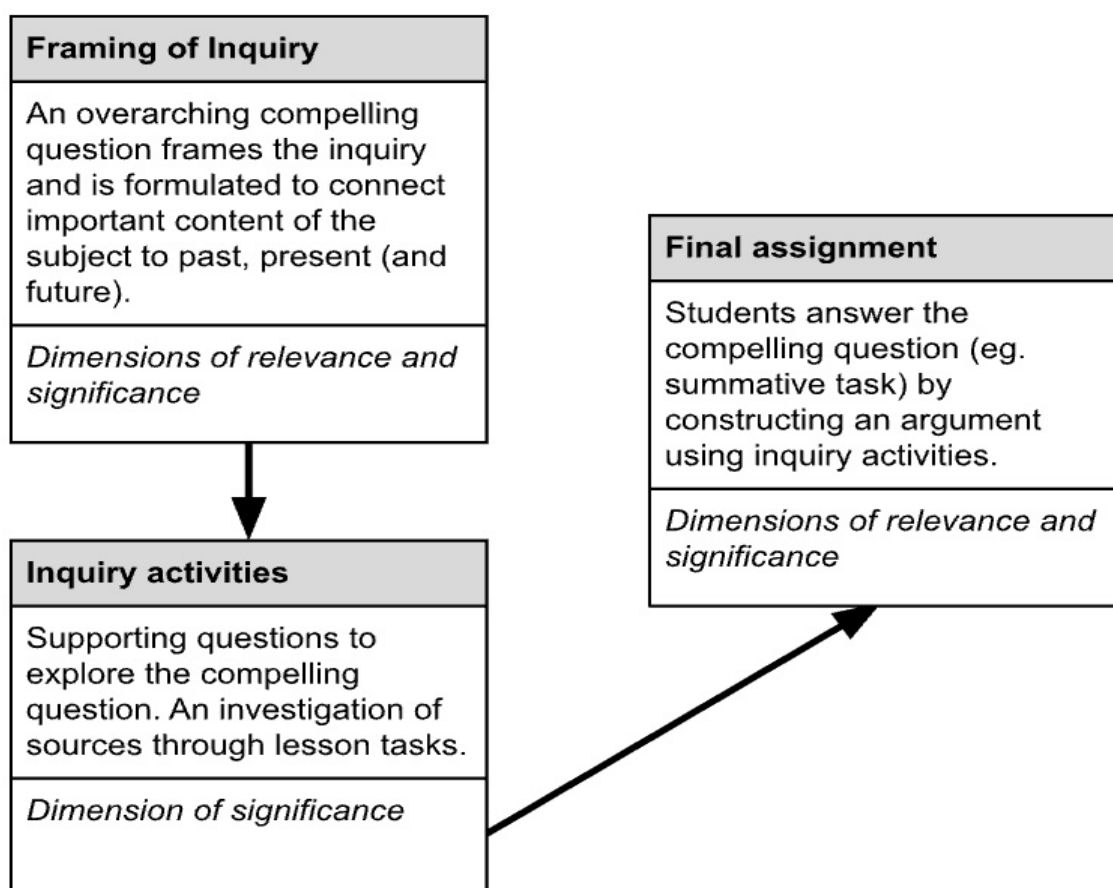 Framing of Inquiry
An overarching compelling
question frames the inquiry
and is formulated to connect
important content of the
subject to past, present (and
future).
Dimensions of relevance and
significance
Inquiry activities
Supporting questions to
explore the compelling
question. An investigation of
sources through lesson tasks.
Dimension of significance
Final assignment
Students answer the
compelling question (eg.
summative task) by
constructing an argument
using inquiry activities.
Dimensions of relevance and
significance